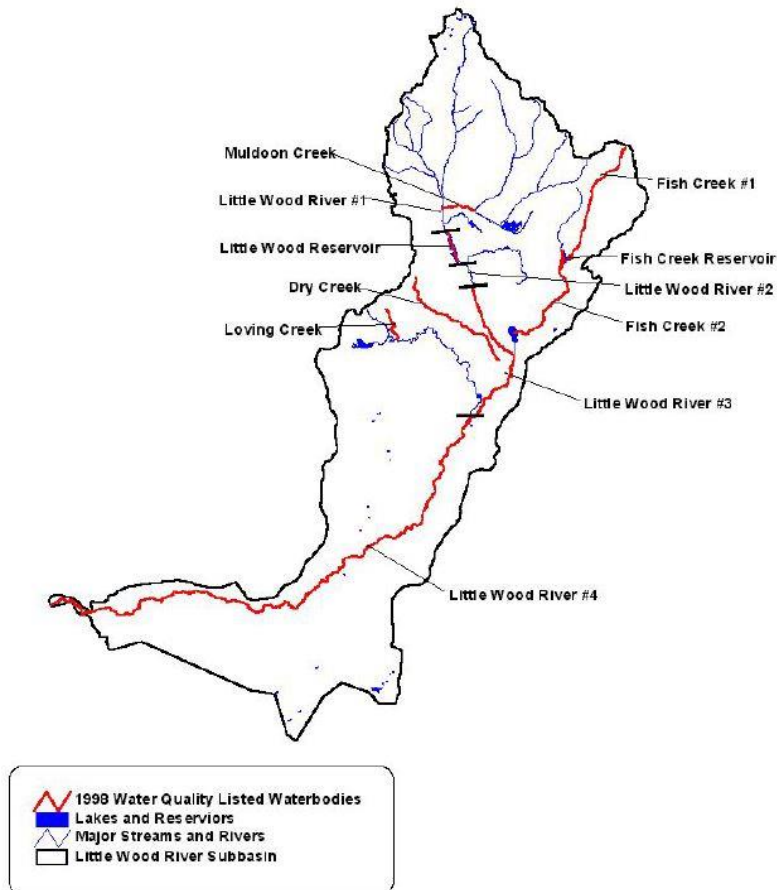 Muldoon Creek
Fish Creek #1
Little Wood River #1
Little Wood Reservoir
Fish Creek Reservoir
Dry Creek
Little Wood River #2
Loving Creek
Fish Creek #2
Little Wood River #3
Little Wood River #4
1998 Water Quality Listed Waterbodies
Lakes and Reserviors
Major Streams and Rivers
Little Wood River Subbasin